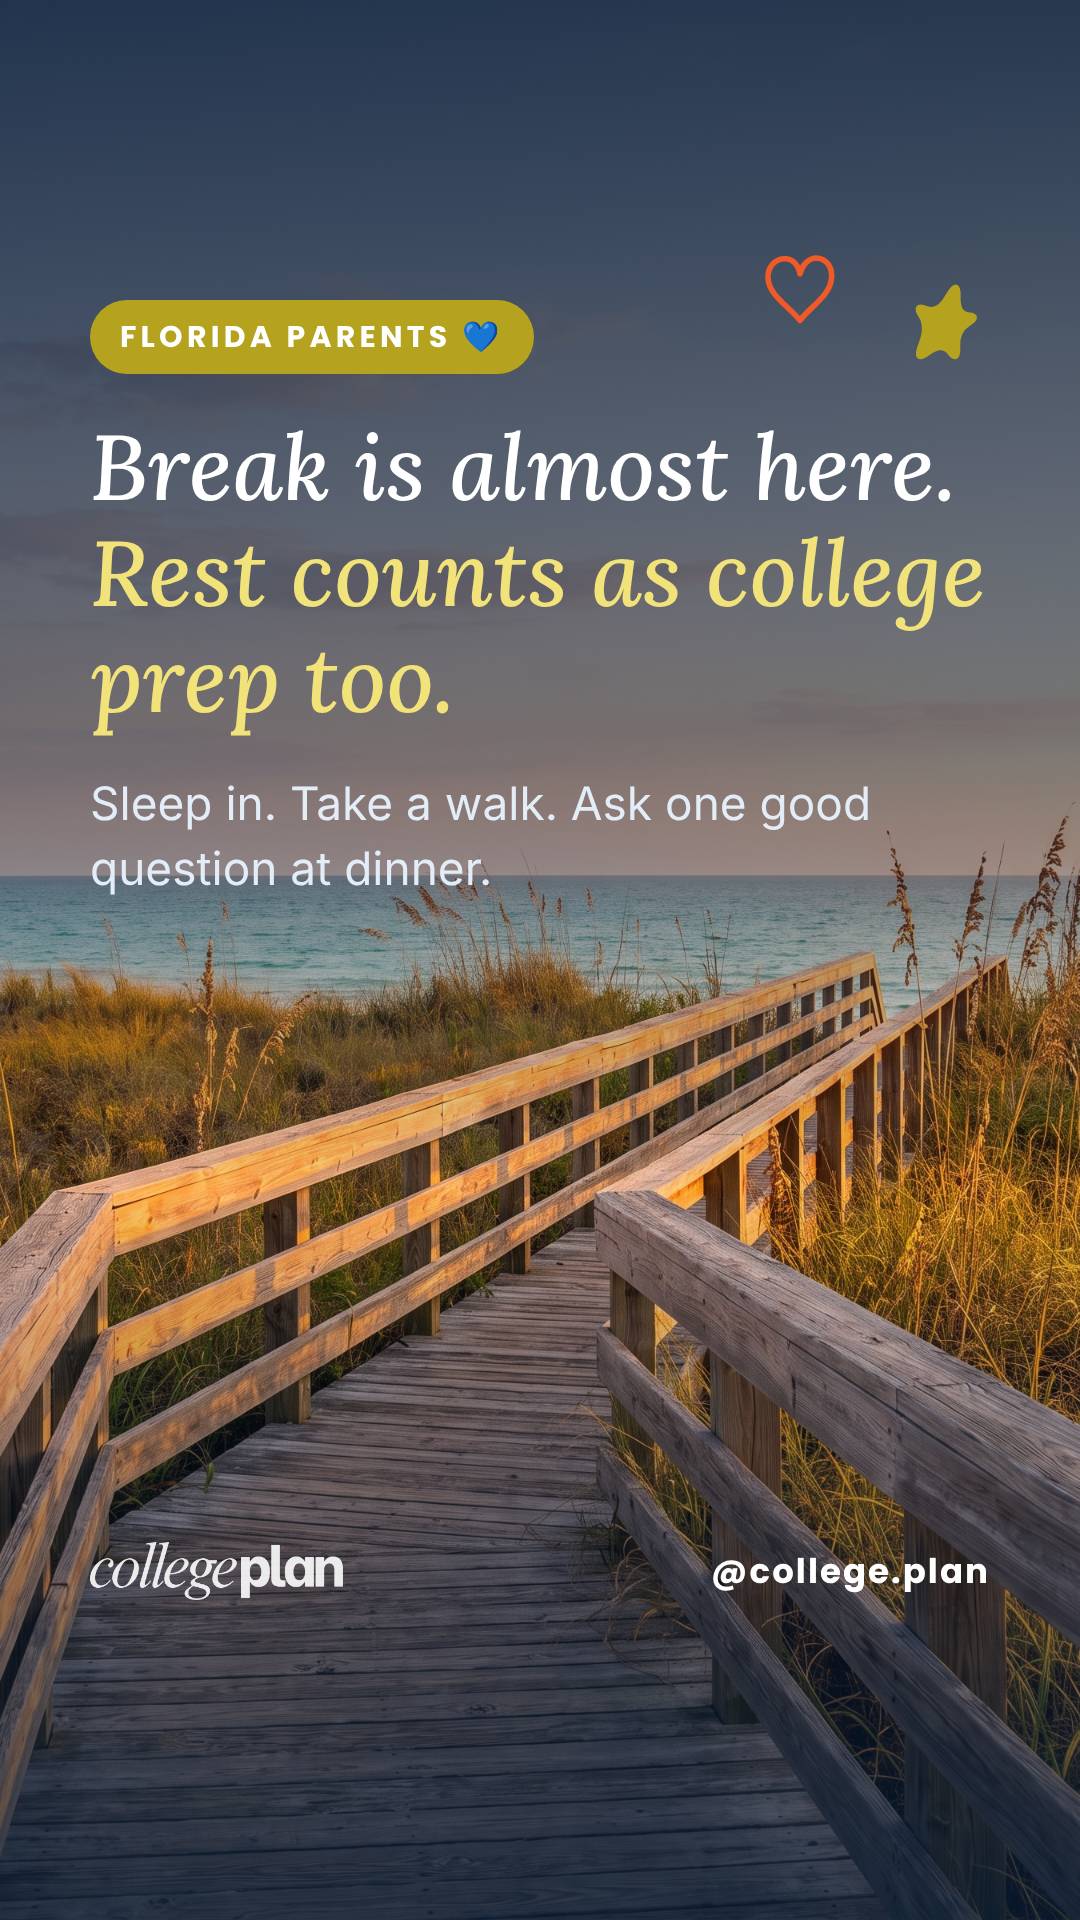 FLORIDA PARENTS 💙
Break is almost here.
Rest counts as college
prep too.
Sleep in. Take a walk. Ask one good
question at dinner.
collegeplan
@college.plan